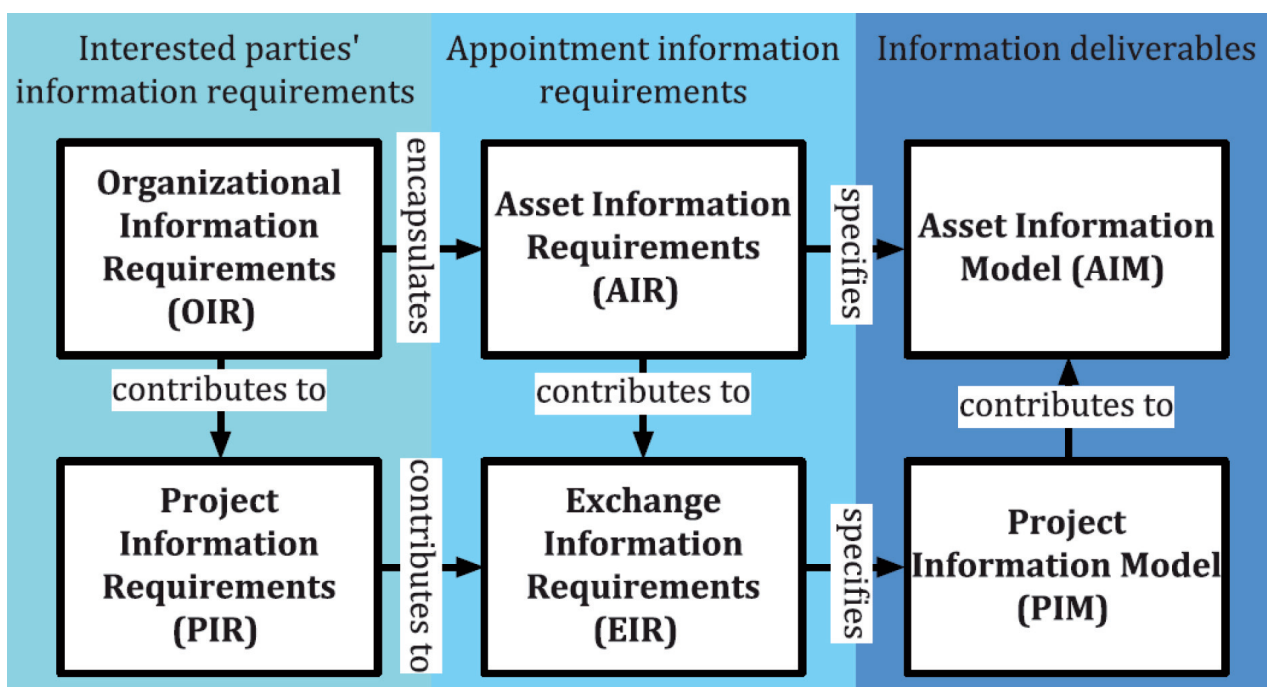 Interested parties'
information requirements
Appointment information
requirements
Information deliverables
Organizational
Information
Requirements
(OIR)
encapsulates
Asset Information
Requirements
(AIR)
specifies
Asset Information
Model (AIM)
contributes to
contributes to
contributes to
Project
Information
Requirements
(PIR)
contributes to
Exchange
Information
Requirements
(EIR)
specifies
Project
Information Model
(PIM)